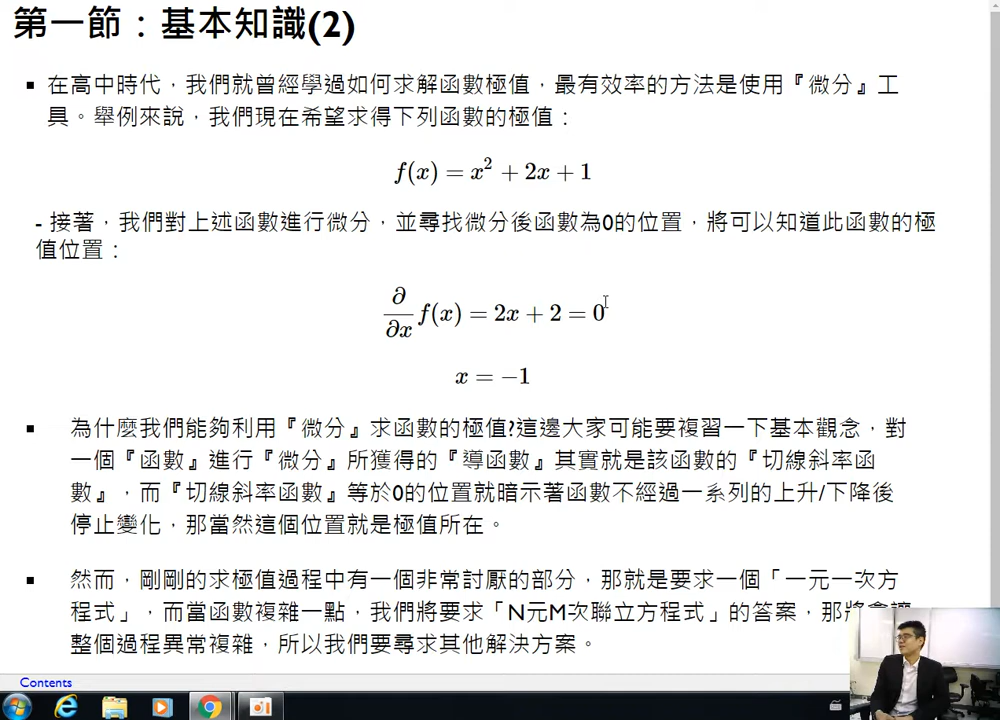 第一節：基本知識(2)
▪ 在高中時代，我們就曾經學過如何求解函數極值，最有效率的方法是使用『微分』工
具。舉例來說，我們現在希望求得下列函數的極值：
f(x) = x² + 2x + 1
- 接著，我們對上述函數進行微分，並尋找微分後函數為0的位置，將可以知道此函數的極
值位置：
∂/∂x f(x) = 2x + 2 = 0
x = −1
▪ 為什麼我們能夠利用『微分』求函數的極值?這邊大家可能要複習一下基本觀念，對
一個『函數』進行『微分』所獲得的『導函數』其實就是該函數的『切線斜率函
數』，而『切線斜率函數』等於0的位置就暗示著函數不經過一系列的上升/下降後
停止變化，那當然這個位置就是極值所在。
▪ 然而，剛剛的求極值過程中有一個非常討厭的部分，那就是要求一個「一元一次方
程式」，而當函數複雜一點，我們將要求「N元M次聯立方程式」的答案，那將會讓
整個過程異常複雜，所以我們要尋求其他解決方案。
Contents